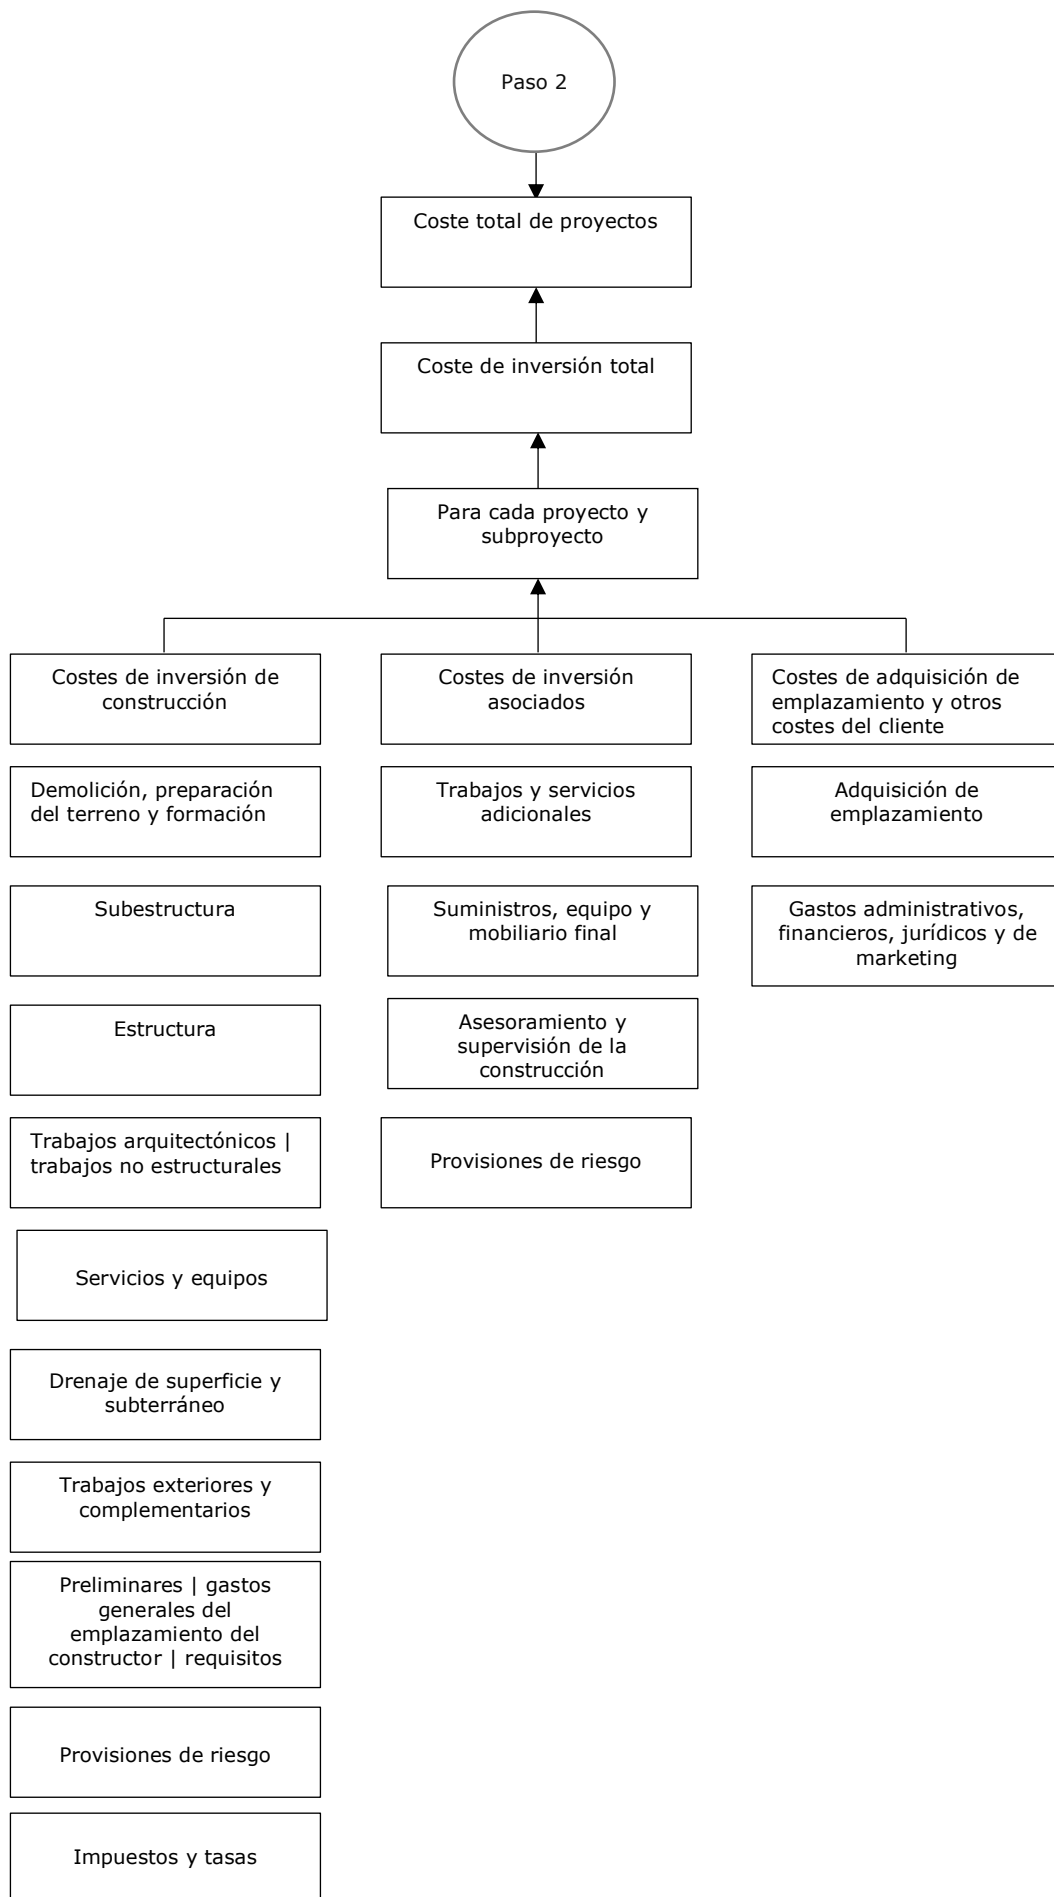 Paso 2
Coste total de proyectos
Coste de inversión total
Para cada proyecto y
subproyecto
Costes de inversión de
construcción
Costes de inversión
asociados
Costes de adquisición de
emplazamiento y otros
costes del cliente
Demolición, preparación
del terreno y formación
Trabajos y servicios
adicionales
Adquisición de
emplazamiento
Subestructura
Suministros, equipo y
mobiliario final
Gastos administrativos,
financieros, jurídicos y de
marketing
Estructura
Asesoramiento y
supervisión de la
construcción
Trabajos arquitectónicos |
trabajos no estructurales
Provisiones de riesgo
Servicios y equipos
Drenaje de superficie y
subterráneo
Trabajos exteriores y
complementarios
Preliminares | gastos
generales del
emplazamiento del
constructor | requisitos
Provisiones de riesgo
Impuestos y tasas